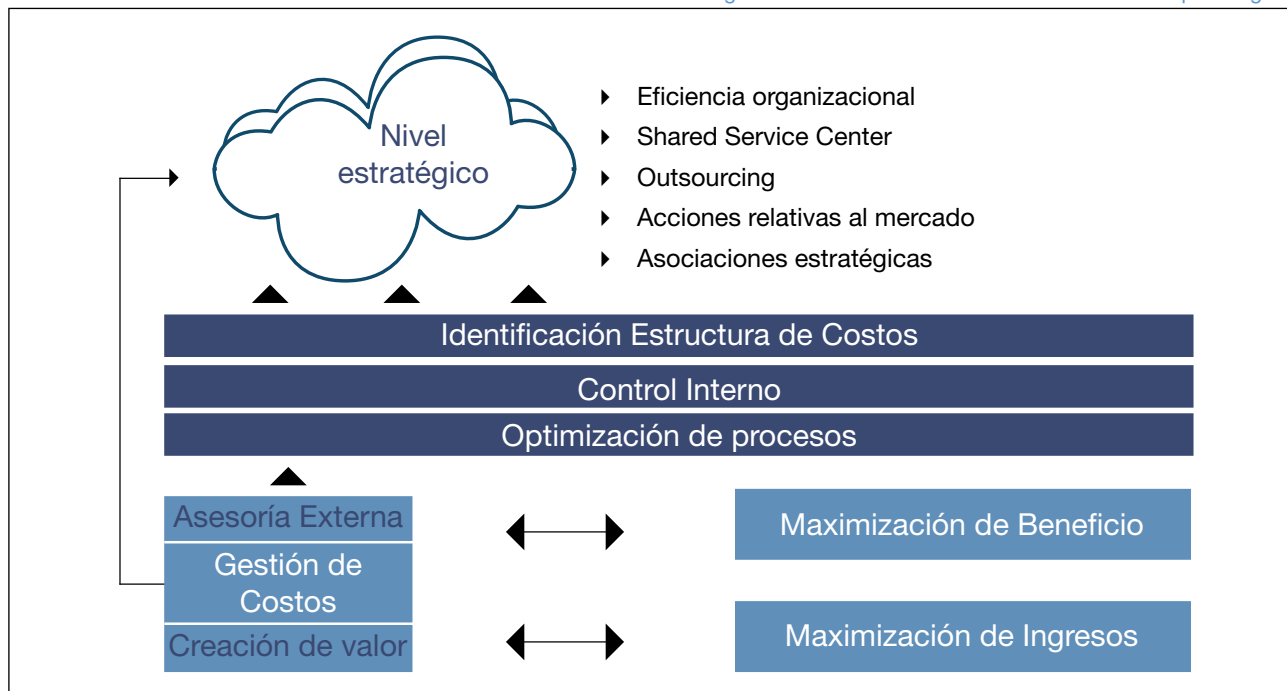 Nivel
estratégico
Eficiencia organizacional
Shared Service Center
Outsourcing
Acciones relativas al mercado
Asociaciones estratégicas
Identificación Estructura de Costos
Control Interno
Optimización de procesos
Asesoría Externa
Gestión de
Costos
Creación de valor
Maximización de Beneficio
Maximización de Ingresos